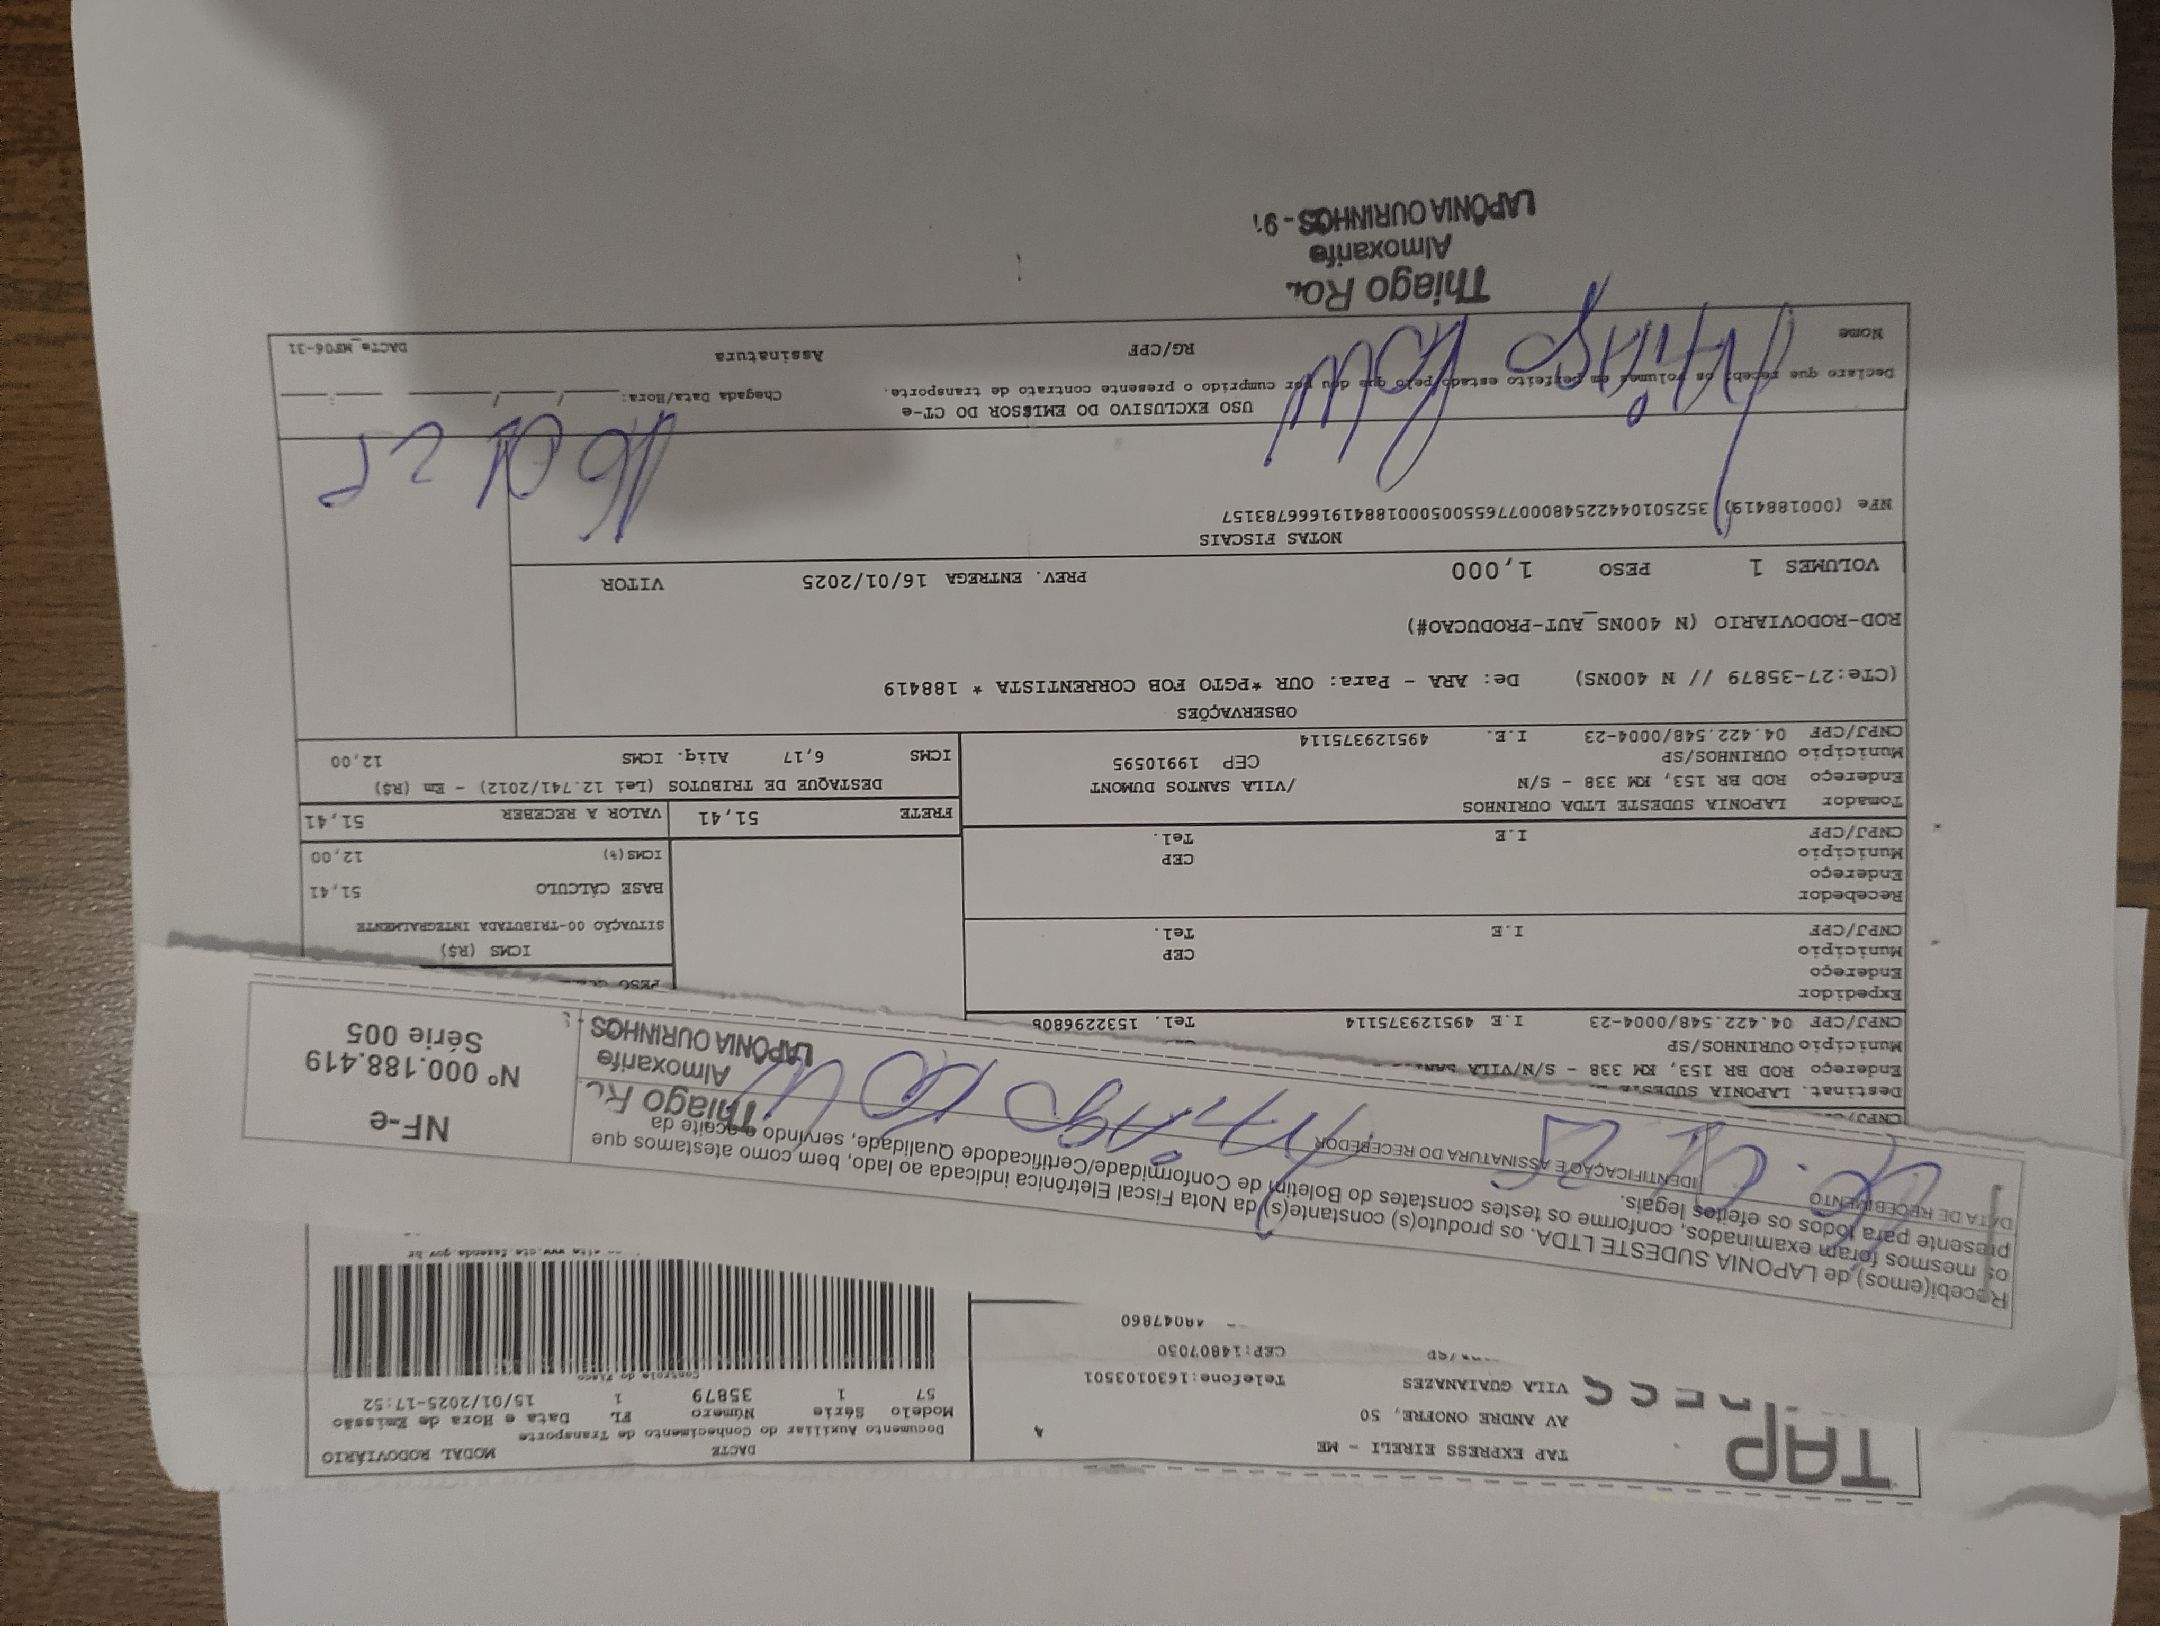 TAP
TAP EXPRESS EIRELI - ME
AV ANDRE ONOFRE, 50
VILA GUAIANAZES Telefone:1630103501
CEP:14807050
DACTE MODAL RODOVIÁRIO
Documento Auxiliar do Conhecimento de Transporte
Modelo Série Número FL Data e Hora de Emissão
57 1 35879 1 15/01/2025-17:52
Controle do Fisco
Recebi(emos) de LAPONIA SUDESTE LTDA. os produto(s) constante(s) da Nota Fiscal Eletrônica indicada ao lado, bem como atestamos que
os mesmos foram examinados, conforme os testes constates do Boletim de Conformidade/Certificadode Qualidade, servindo o aceite da
presente para todos os efeitos legais.
DATA DE RECEBIMENTO
IDENTIFICAÇÃO E ASSINATURA DO RECEBEDOR
Thiago
Almoxarife
LAPÔNIA OURINHOS
NF-e
Nº 000.188.419
Série 005
Destinat. LAPONIA
Endereço ROD BR 153, KM 338 - S/N/VILA
Município OURINHOS/SP
CNPJ/CPF 04.422.548/0004-23 I.E 495129375114 Tel.
Expedidor
Endereço
Município CEP
CNPJ/CPF I.E Tel.
ICMS (R$)
SITUAÇÃO 00-TRIBUTADA INTEGRALMENTE
BASE CÁLCULO 51,41
ICMS(%) 12,00
Recebedor
Endereço
Município CEP
CNPJ/CPF I.E Tel.
FRETE 51,41 VALOR A RECEBER 51,41
Tomador LAPONIA SUDESTE LTDA OURINHOS
Endereço ROD BR 153, KM 338 - S/N /VILA SANTOS DUMONT
Município OURINHOS/SP CEP 19910595
CNPJ/CPF 04.422.548/0004-23 I.E. 495129375114
DESTAQUE DE TRIBUTOS (Lei 12.741/2012) - Em (R$)
ICMS 6,17 Aliq. ICMS 12,00
OBSERVAÇÕES
(CTe:27-35879 // N 400NS) De: ARA - Para: OUR *PGTO FOB CORRENTISTA * 188419
ROD-RODOVIARIO (N 400NS_AUT-PRODUCAO#)
VOLUMES 1 PESO 1,000 PREV. ENTREGA 16/01/2025 VITOR
NOTAS FISCAIS
NFe (000188419)
16 01 25
USO EXCLUSIVO DO EMISSOR DO CT-e
Declaro que recebi os volumes em perfeito estado pelo que dou por cumprido o presente contrato de transporte.
Chegada Data/Hora: ___/___/_____ ___:___
Nome RG/CPF Assinatura DACTe_MF06-31
Thiago
Almoxarife
LAPÔNIA OURINHOS